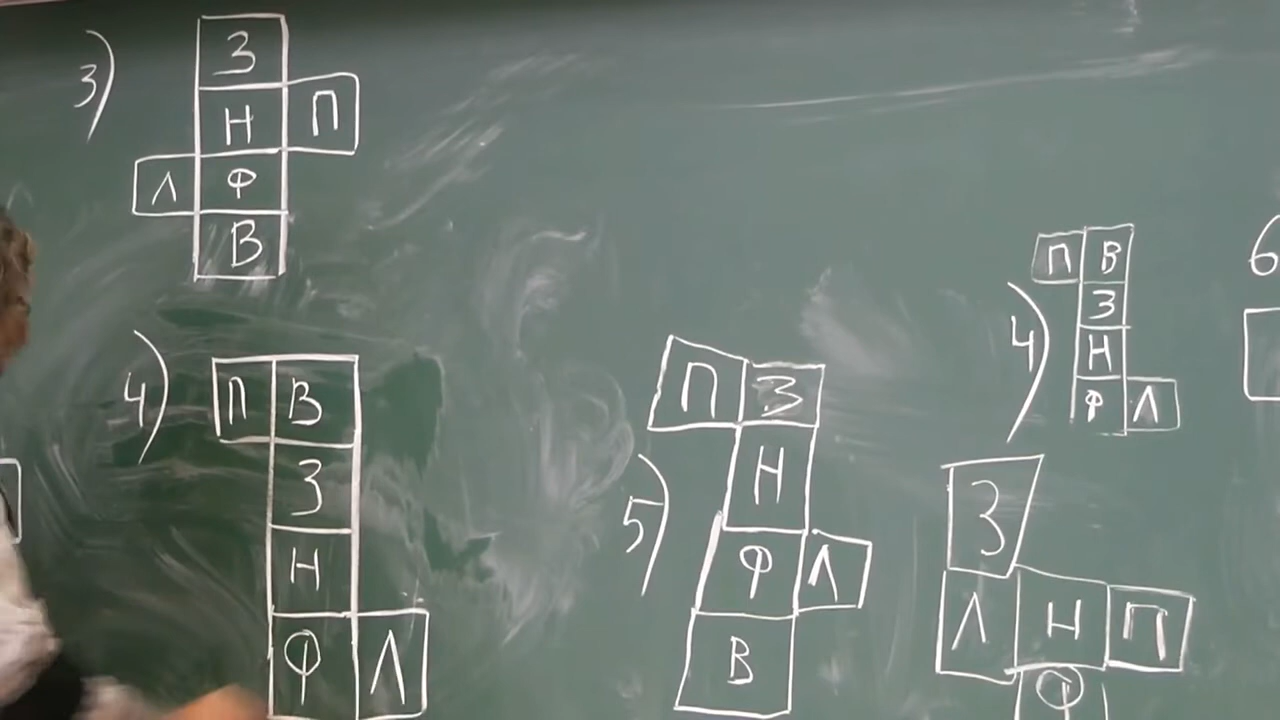 3)
З
Н П
Л Ф
В
4)
П В
З
Н
Ф Л
5)
П З
Н
Ф Л
В
4)
П В
З
Н
Ф Л
З
Л Н П
Ф
6